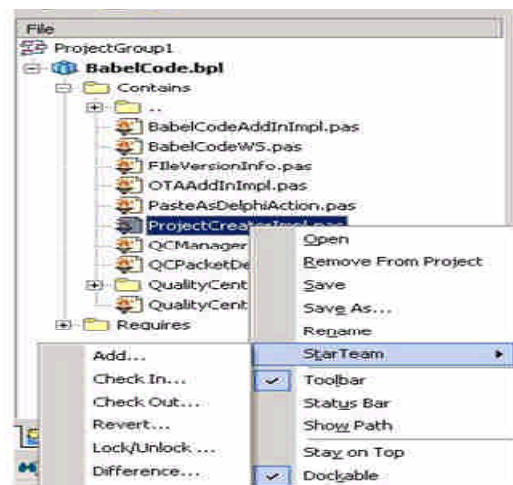 File
ProjectGroup1
BabelCode.bpl
Contains
..
BabelCodeAddInImpl.pas
BabelCodeWS.pas
FIleVersionInfo.pas
OTAAddInImpl.pas
PasteAsDelphiAction.pas
ProjectCreatorImpl.pas
QCManager
QCPacketDe
QualityCent
QualityCent
Requires
Open
Remove From Project
Save
Save As...
Rename
StarTeam
Toolbar
Status Bar
Show Path
Stay on Top
Dockable
Add...
Check In...
Check Out...
Revert...
Lock/Unlock ...
Difference...